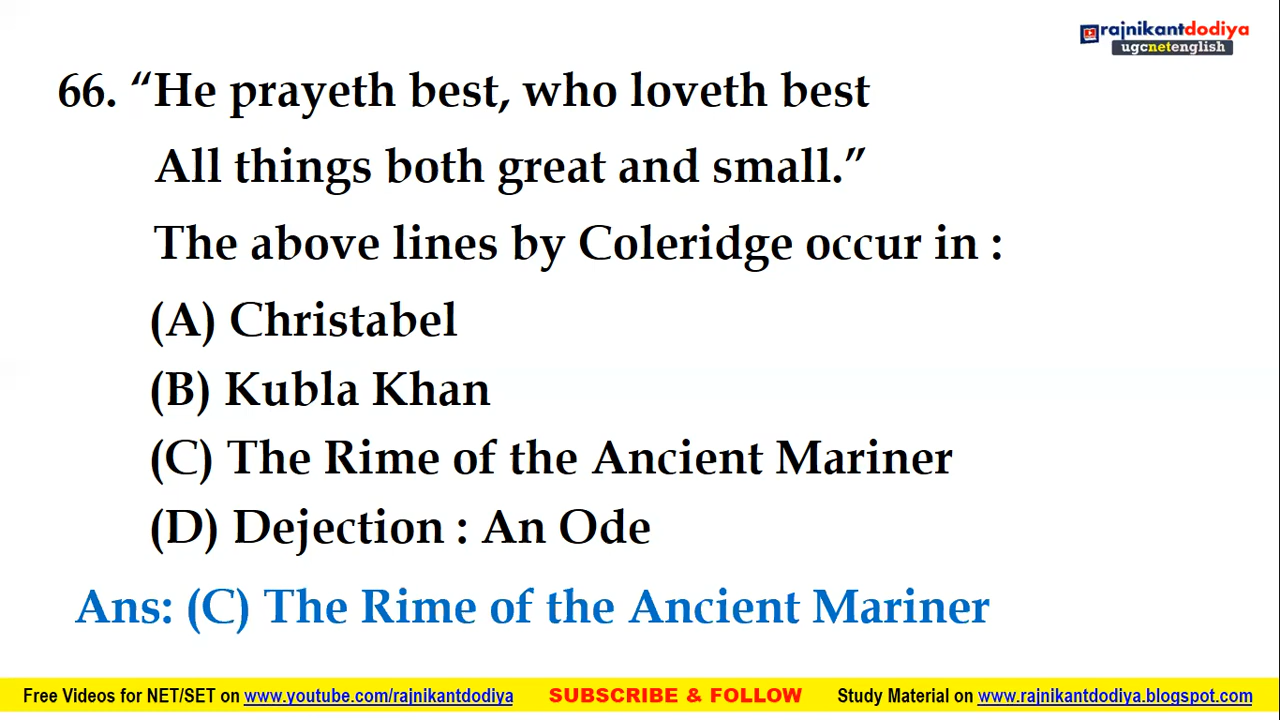 rajnikantdodiya
ugcnetenglish
66. “He prayeth best, who loveth best
All things both great and small.”
The above lines by Coleridge occur in :
(A) Christabel
(B) Kubla Khan
(C) The Rime of the Ancient Mariner
(D) Dejection : An Ode
Ans: (C) The Rime of the Ancient Mariner
Free Videos for NET/SET on www.youtube.com/rajnikantdodiya SUBSCRIBE & FOLLOW Study Material on www.rajnikantdodiya.blogspot.com